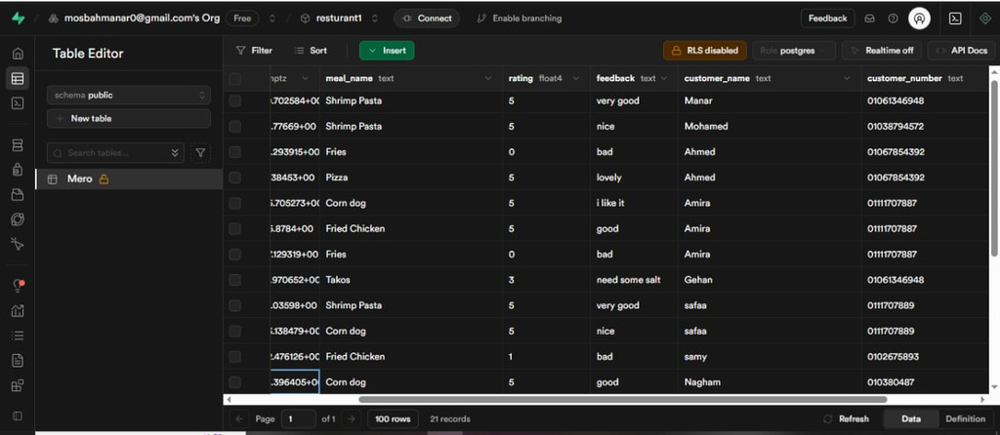 mosbahmanar0@gmail.com's Org Free / resturant1 Connect Enable branching Feedback
Table Editor Filter Sort Insert RLS disabled Role postgres Realtime off API Docs
schema public
New table
Search tables...
Mero
nptz meal_name text rating float4 feedback text customer_name text customer_number text
.702584+00 Shrimp Pasta 5 very good Manar 01061346948
.77669+00 Shrimp Pasta 5 nice Mohamed 01038794572
.293915+00 Fries 0 bad Ahmed 01067854392
38453+00 Pizza 5 lovely Ahmed 01067854392
.705273+00 Corn dog 5 i like it Amira 01111707887
.8784+00 Fried Chicken 5 good Amira 01111707887
.129319+00 Fries 0 bad Amira 01111707887
.970652+00 Takos 3 need some salt Gehan 01061346948
.03598+00 Shrimp Pasta 5 very good safaa 0111707889
.138479+00 Corn dog 5 nice safaa 0111707889
.476126+00 Fried Chicken 1 bad samy 0102675893
.396405+00 Corn dog 5 good Nagham 010380487
Page 1 of 1 100 rows 21 records Refresh Data Definition